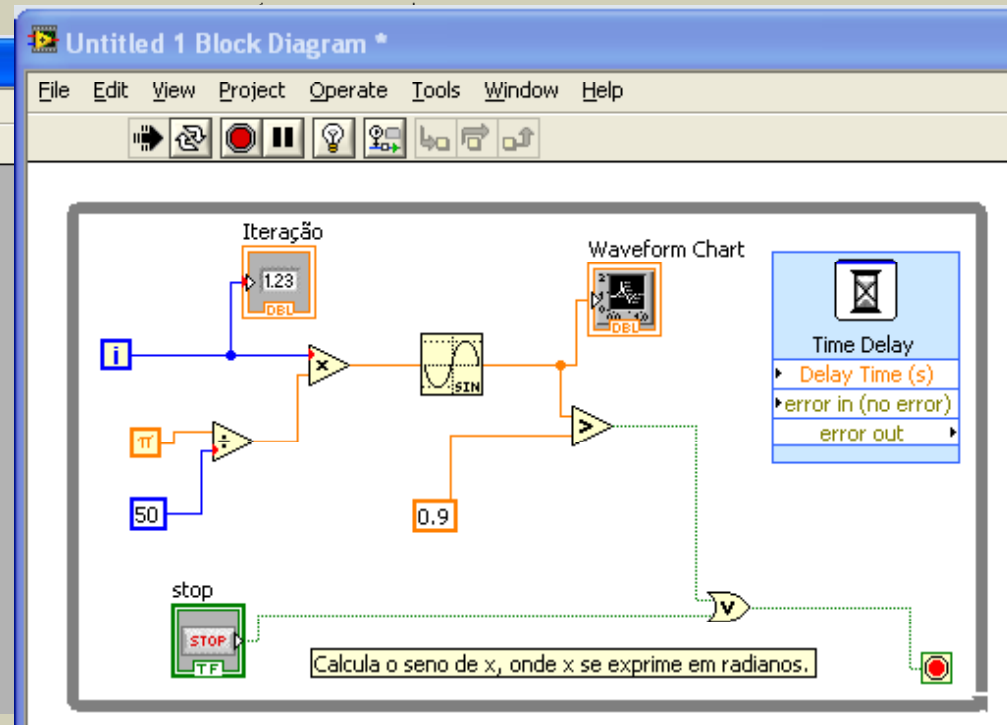 Untitled 1 Block Diagram *
File Edit View Project Operate Tools Window Help
Iteração
1.23
DBL
Waveform Chart
DBL
Time Delay
Delay Time (s)
error in (no error)
error out
i
x
SIN
π
÷
50
>
0.9
stop
STOP
TF
V
Calcula o seno de x, onde x se exprime em radianos.